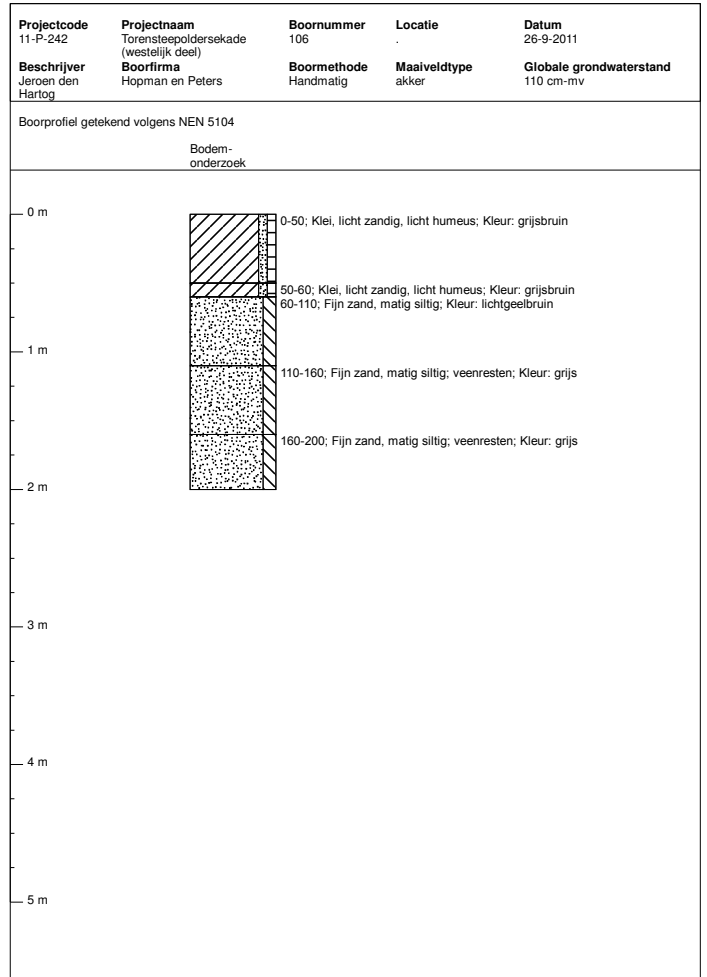 Projectcode Projectnaam Boornummer Locatie Datum
11-P-242 Torensteepoldersekade 106 . 26-9-2011
(westelijk deel)
Beschrijver Boorfirma Boormethode Maaiveldtype Globale grondwaterstand
Jeroen den Hopman en Peters Handmatig akker 110 cm-mv
Hartog
Boorprofiel getekend volgens NEN 5104
Bodem-
onderzoek
0 m
0-50; Klei, licht zandig, licht humeus; Kleur: grijsbruin
50-60; Klei, licht zandig, licht humeus; Kleur: grijsbruin
60-110; Fijn zand, matig siltig; Kleur: lichtgeelbruin
1 m
110-160; Fijn zand, matig siltig; veenresten; Kleur: grijs
160-200; Fijn zand, matig siltig; veenresten; Kleur: grijs
2 m
3 m
4 m
5 m